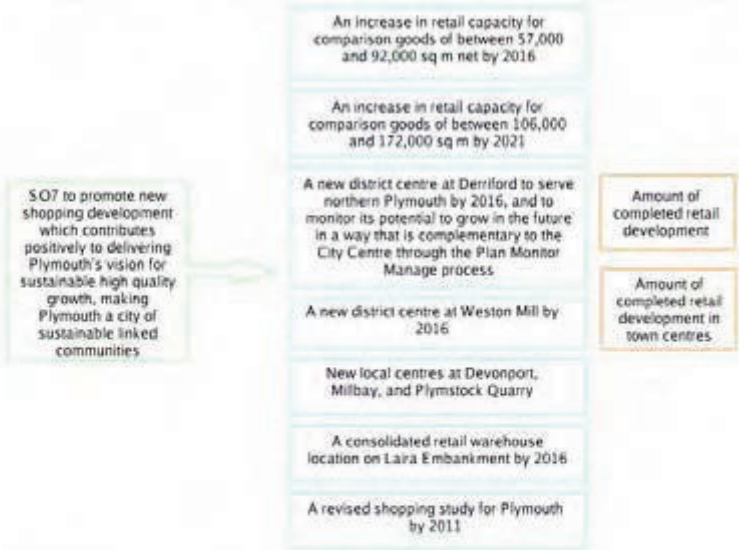 S.O7 to promote new
shopping development
which contributes
positively to delivering
Plymouth's vision for
sustainable high quality
growth, making
Plymouth a city of
sustainable linked
communities
An increase in retail capacity for
comparison goods of between 57,000
and 92,000 sq m net by 2016
An increase in retail capacity for
comparison goods of between 106,000
and 172,000 sq m by 2021
A new district centre at Derriford to serve
northern Plymouth by 2016, and to
monitor its potential to grow in the future
in a way that is complementary to the
City Centre through the Plan Monitor
Manage process
A new district centre at Weston Mill by
2016
New local centres at Devonport,
Millbay, and Plymstock Quarry
A consolidated retail warehouse
location on Laira Embankment by 2016
A revised shopping study for Plymouth
by 2011
Amount of
completed retail
development
Amount of
completed retail
development in
town centres